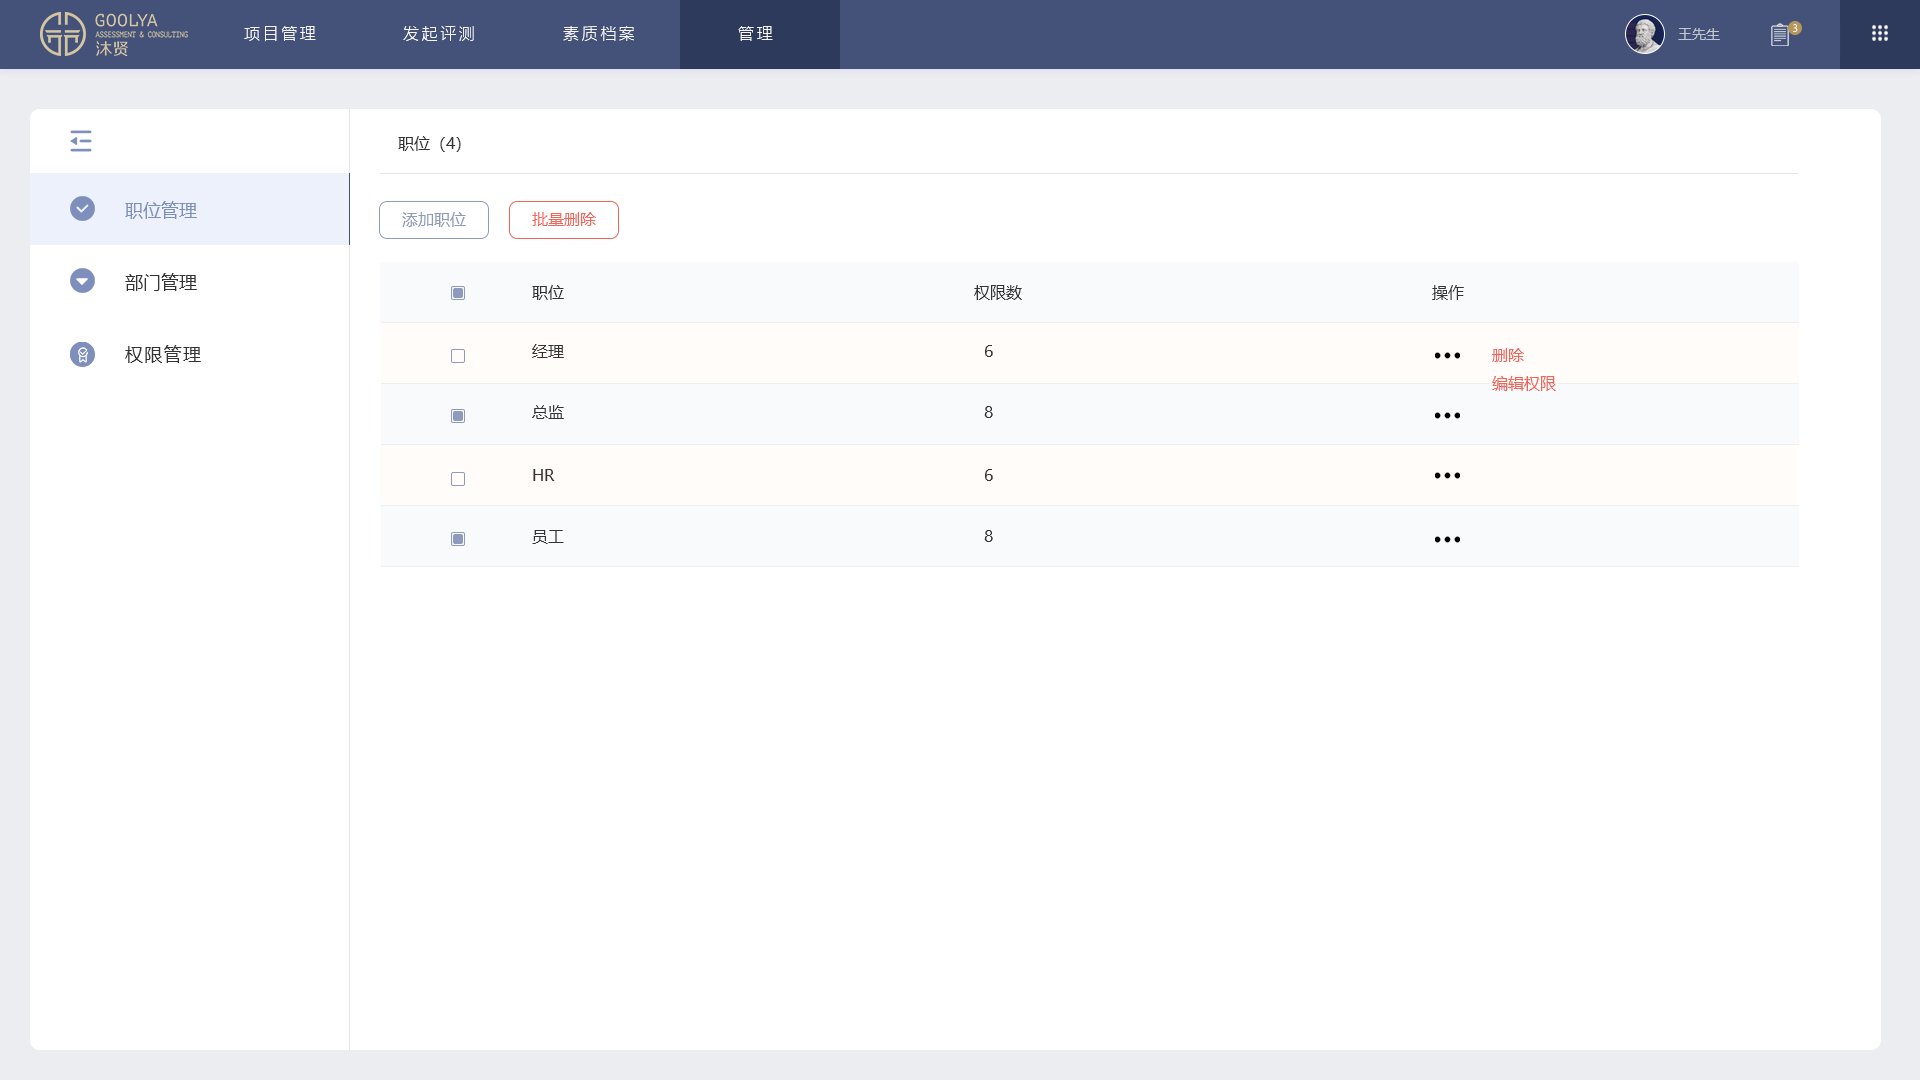 GOOLYA
ASSESSMENT & CONSULTING
沐贤
项目管理
发起评测
素质档案
管理
王先生
3
职位管理
部门管理
权限管理
职位（4）
添加职位
批量删除
职位 权限数 操作
经理 6 删除
编辑权限
总监 8
HR 6
员工 8